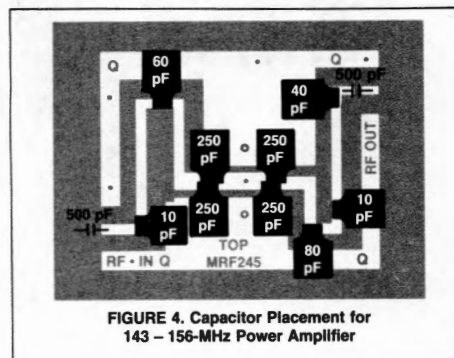 Q
60
pF
Q
500 pF
40
pF
250
pF
250
pF
RF OUT
500 pF
10
pF
250
pF
250
pF
10
pF
80
pF
TOP
MRF245
RF • IN Q
Q
FIGURE 4. Capacitor Placement for
143 – 156-MHz Power Amplifier